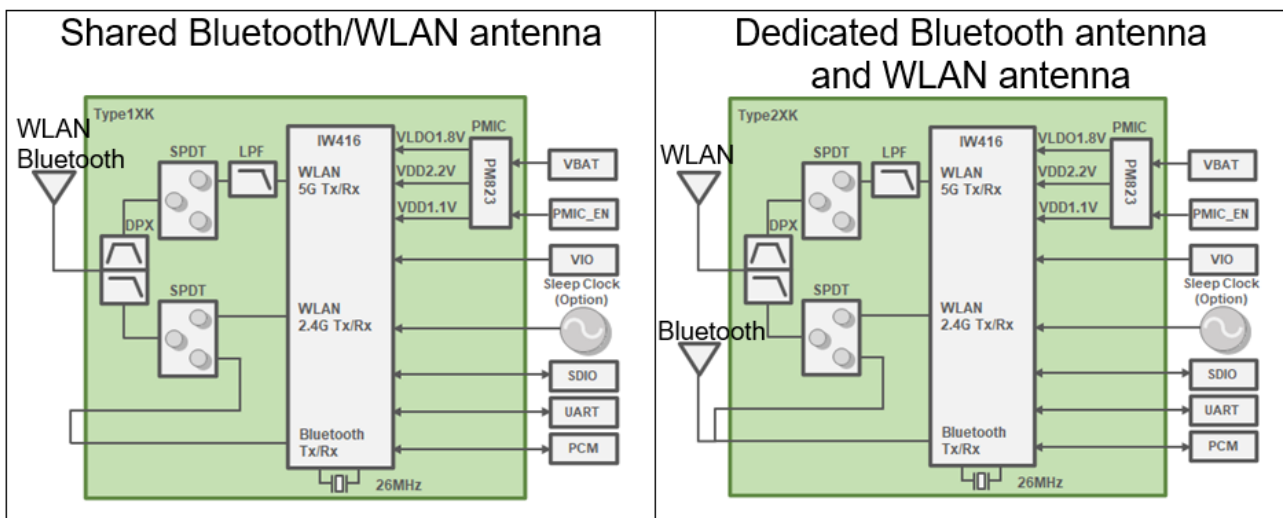 Shared Bluetooth/WLAN antenna
Type1XK
WLAN
Bluetooth
SPDT
LPF
IW416
WLAN
5G Tx/Rx
VLDO1.8V
VDD2.2V
VDD1.1V
PMIC
PM823
VBAT
PMIC_EN
DPX
VIO
Sleep Clock
(Option)
SPDT
WLAN
2.4G Tx/Rx
SDIO
UART
PCM
Bluetooth
Tx/Rx
26MHz
Dedicated Bluetooth antenna
and WLAN antenna
Type2XK
WLAN
SPDT
LPF
IW416
WLAN
5G Tx/Rx
VLDO1.8V
VDD2.2V
VDD1.1V
PMIC
PM823
VBAT
PMIC_EN
DPX
VIO
Sleep Clock
(Option)
SPDT
WLAN
2.4G Tx/Rx
Bluetooth
SDIO
UART
PCM
Bluetooth
Tx/Rx
26MHz